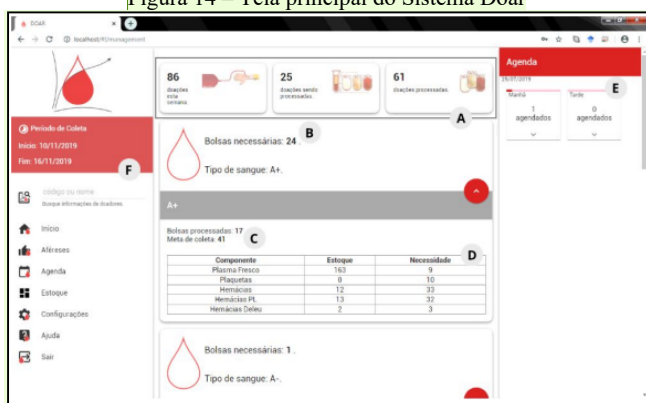 Figura 14 – Tela principal do Sistema Doar
DOAR
localhost/#!/management
Período de Coleta
Início: 10/11/2019
Fim: 16/11/2019
F
código ou nome
Busque informações de doadores
Início
Aféreses
Agenda
Estoque
Configurações
Ajuda
Sair
86
doações
esta
semana.
25
doações sendo
processadas.
61
doações processadas.
A
B
Bolsas necessárias: 24 .
Tipo de sangue: A+.
A+
Bolsas processadas: 17
Meta de coleta: 41
C
D
Componente Estoque Necessidade
Plasma Fresco 163 9
Plaquetas 0 10
Hemácias 12 33
Hemácias PL 13 32
Hemácias Deleu 2 3
Bolsas necessárias: 1 .
Tipo de sangue: A-.
Agenda
E
Manhã
1
agendados
Tarde
0
agendados